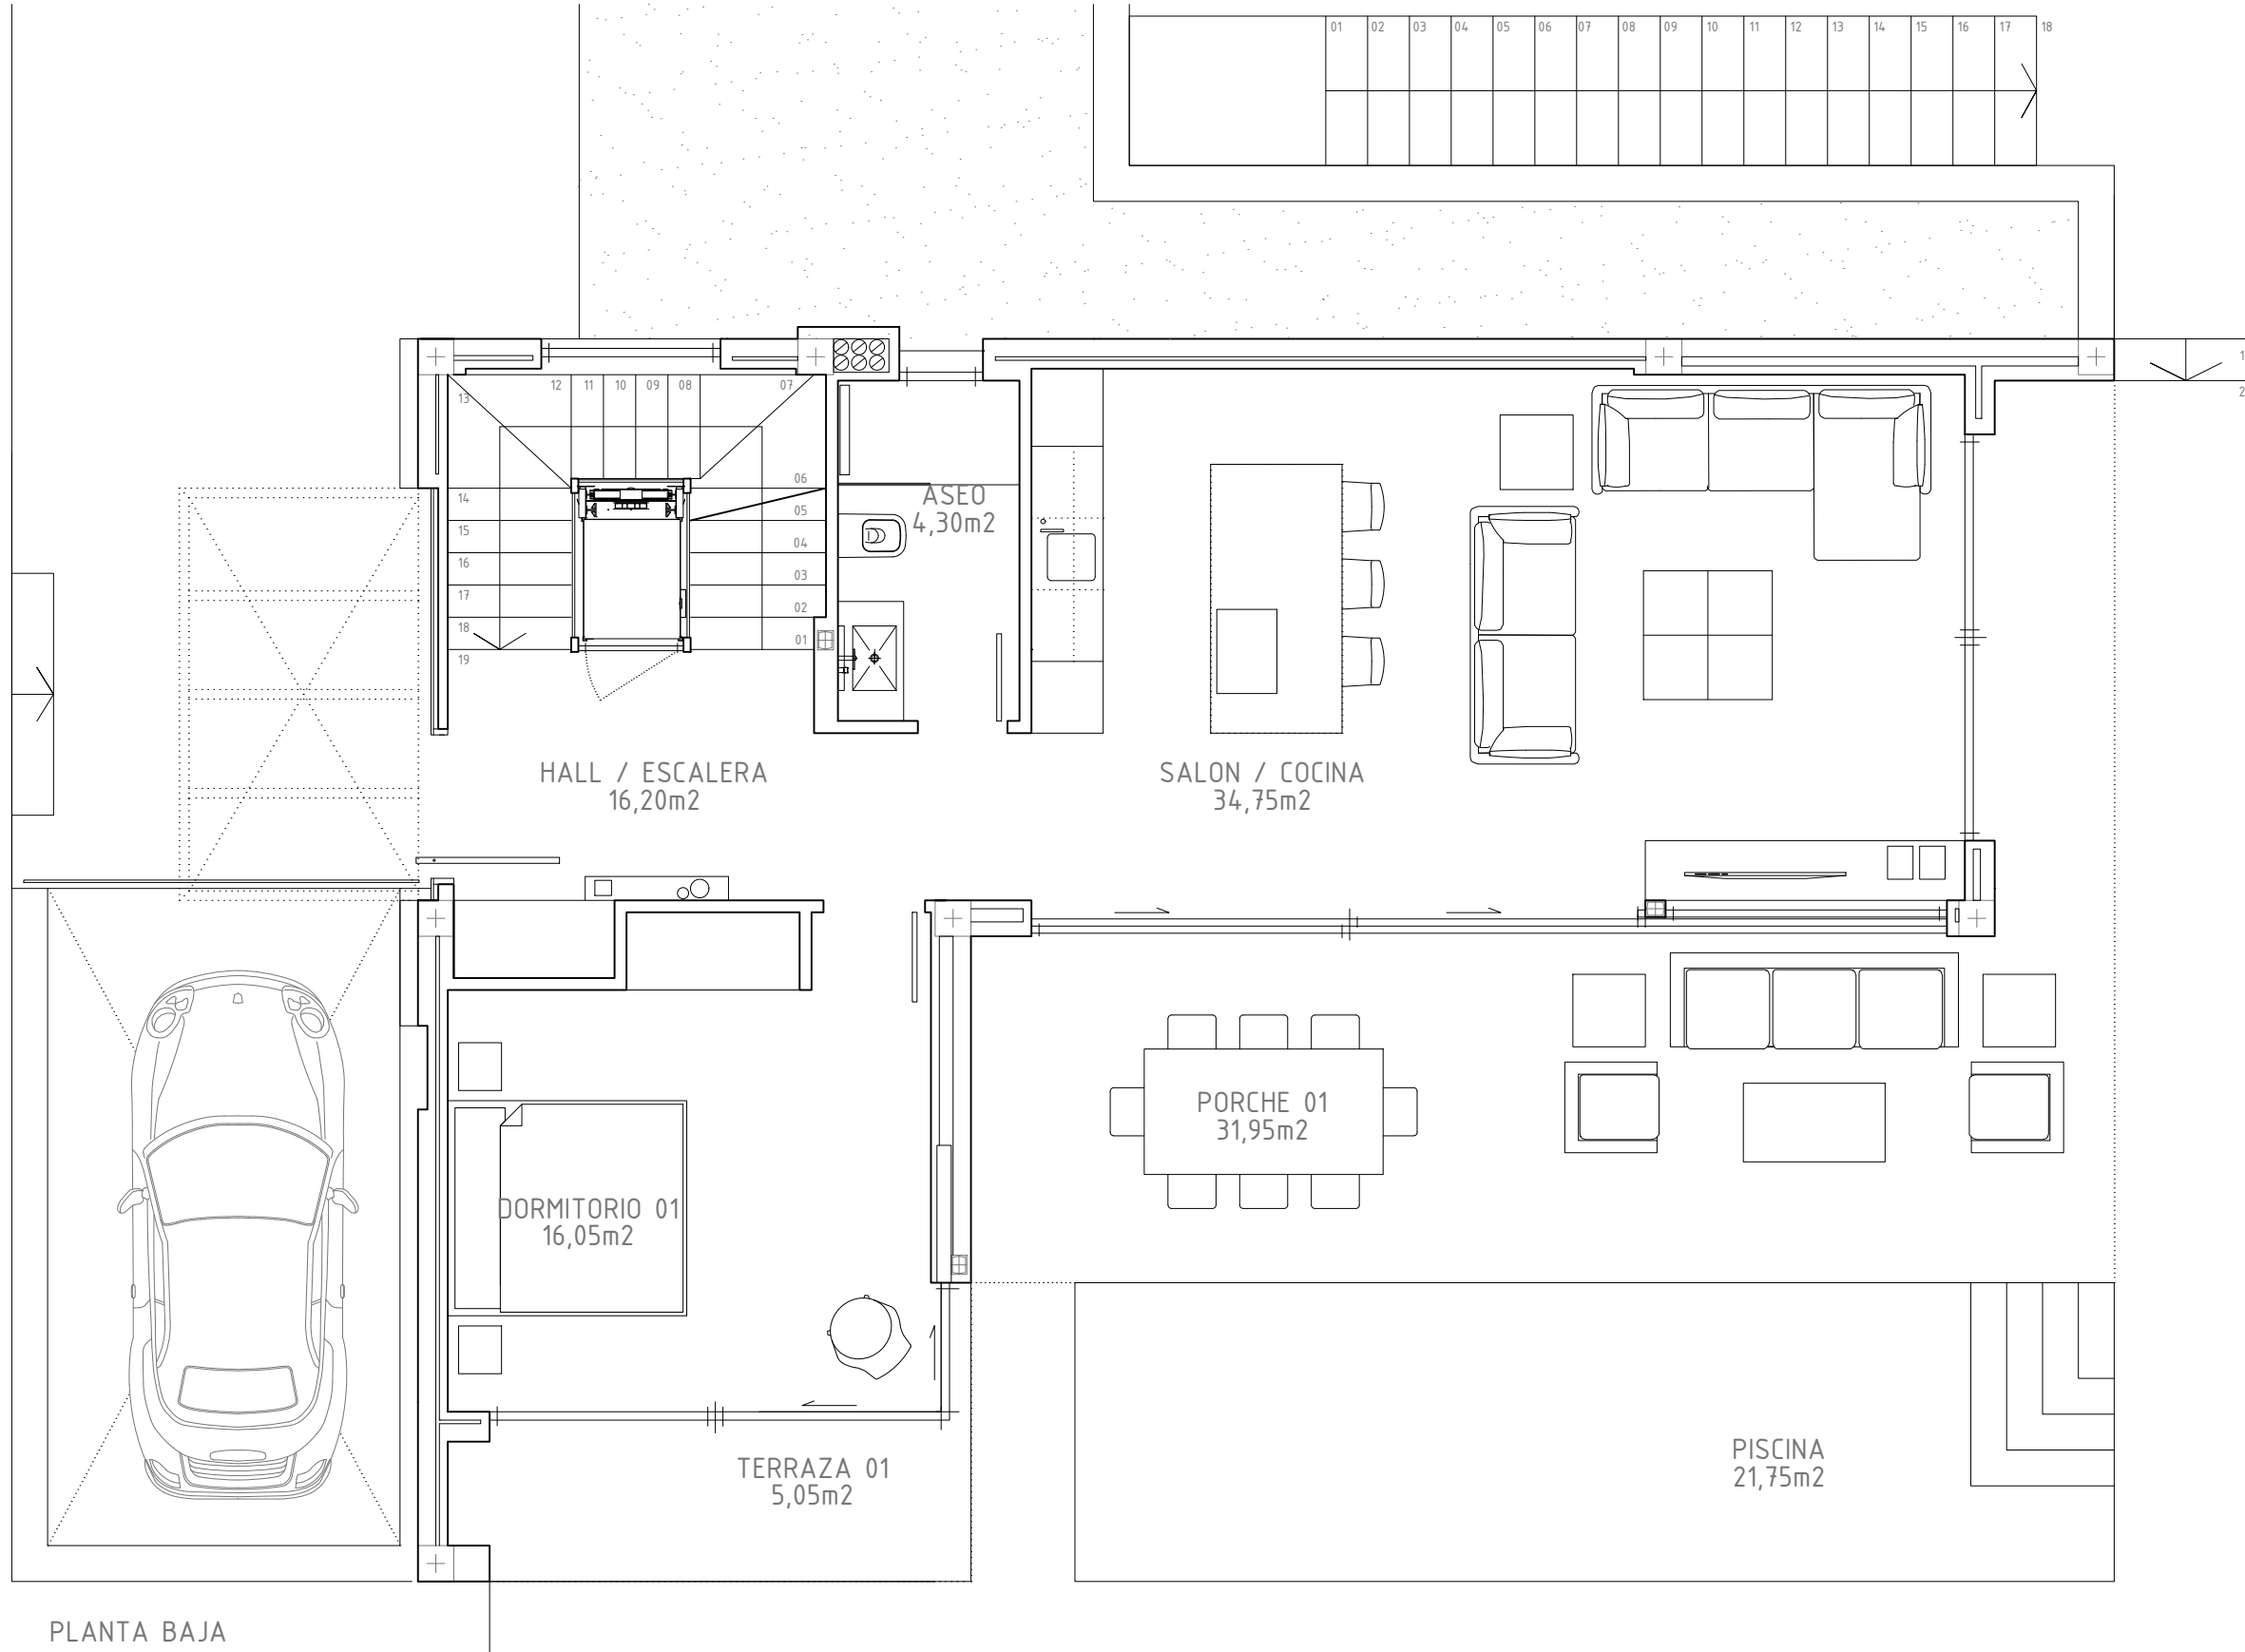 01 02 03 04 05 06 07 08 09 10 11 12 13 14 15 16 17 18
1
2
12 11 10 09 08 07
13
14
15
16
17
18
19
06
05
04
03
02
01
ASEO
4,30m2
HALL / ESCALERA
16,20m2
SALON / COCINA
34,75m2
PORCHE 01
31,95m2
DORMITORIO 01
16,05m2
TERRAZA 01
5,05m2
PISCINA
21,75m2
PLANTA BAJA